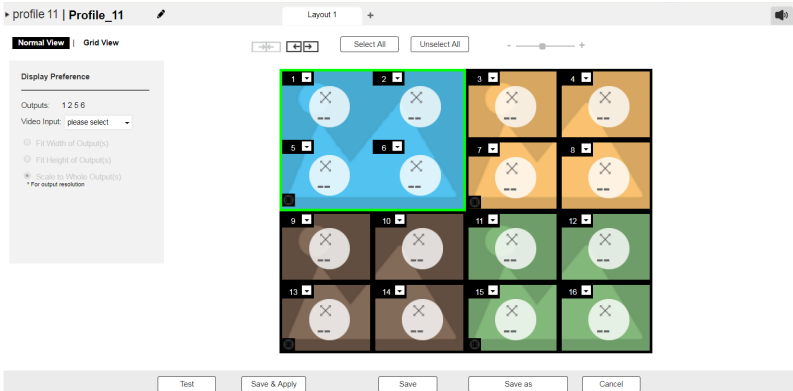 profile 11 | Profile_11
Layout 1 +
Normal View | Grid View
Select All
Unselect All
- +
Display Preference
Outputs: 1 2 5 6
Video Input: please select
Fit Width of Output(s)
Fit Height of Output(s)
Scale to Whole Output(s)
* For output resolution
1 2 3 4
-- -- -- --
5 6 7 8
-- -- -- --
9 10 11 12
-- -- -- --
13 14 15 16
-- -- -- --
Test
Save & Apply
Save
Save as
Cancel